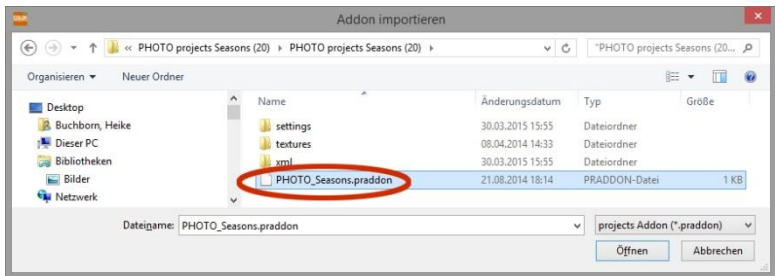 Addon importieren
« PHOTO projects Seasons (20) PHOTO projects Seasons (20) "PHOTO projects Seasons (20...
Organisieren Neuer Ordner
Name Änderungsdatum Typ Größe
Desktop
Buchborn, Heike
Dieser PC
Bibliotheken
Bilder
Netzwerk
settings 30.03.2015 15:55 Dateiordner
textures 08.04.2014 14:33 Dateiordner
xml 30.03.2015 15:55 Dateiordner
PHOTO_Seasons.praddon 21.08.2014 18:14 PRADDON-Datei 1 KB
Dateiname: PHOTO_Seasons.praddon projects Addon (*.praddon)
Öffnen Abbrechen